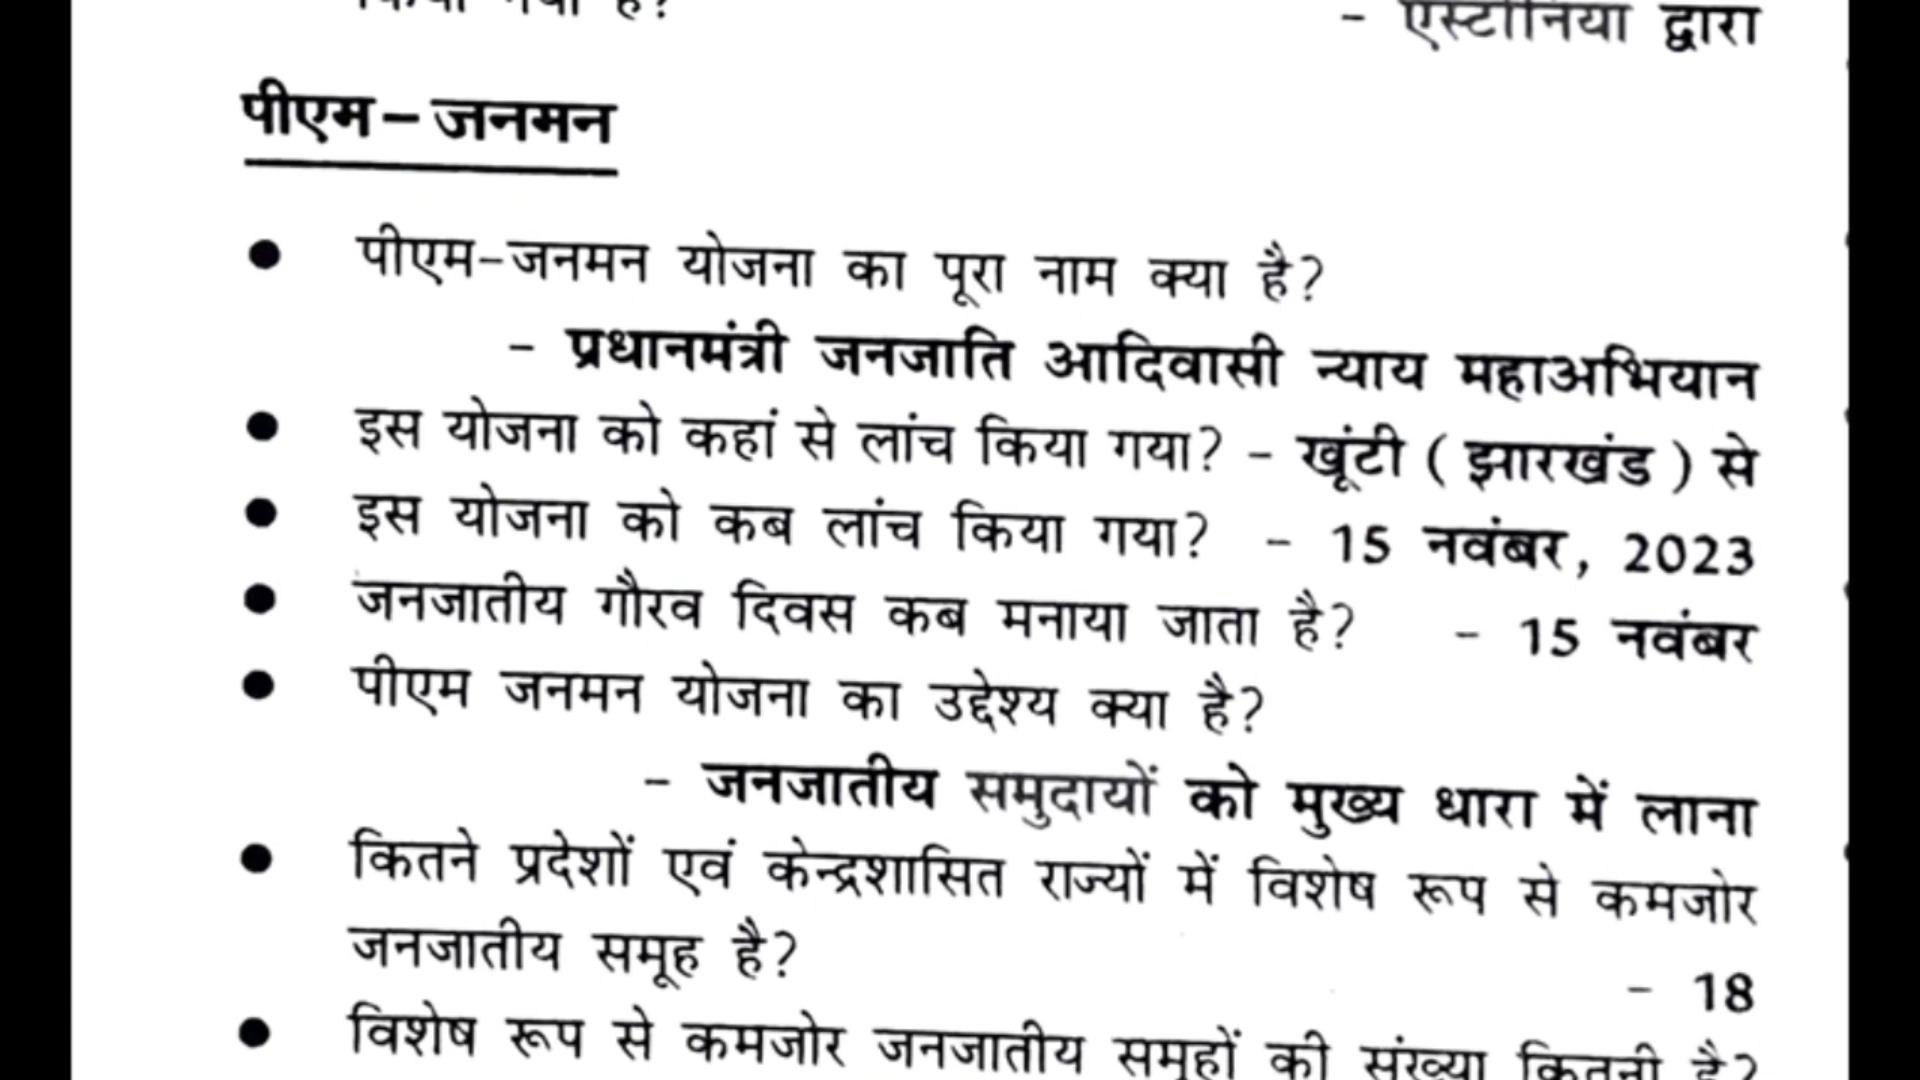 किया गया है?
– एस्टोनिया द्वारा
पीएम – जनमन
● पीएम-जनमन योजना का पूरा नाम क्या है?
– प्रधानमंत्री जनजाति आदिवासी न्याय महाअभियान
● इस योजना को कहां से लांच किया गया? – खूंटी ( झारखंड ) से
● इस योजना को कब लांच किया गया? – 15 नवंबर, 2023
● जनजातीय गौरव दिवस कब मनाया जाता है? – 15 नवंबर
● पीएम जनमन योजना का उद्देश्य क्या है?
– जनजातीय समुदायों को मुख्य धारा में लाना
● कितने प्रदेशों एवं केन्द्रशासित राज्यों में विशेष रूप से कमजोर
जनजातीय समूह है?
– 18
● विशेष रूप से कमजोर जनजातीय समूहों की संख्या कितनी है?